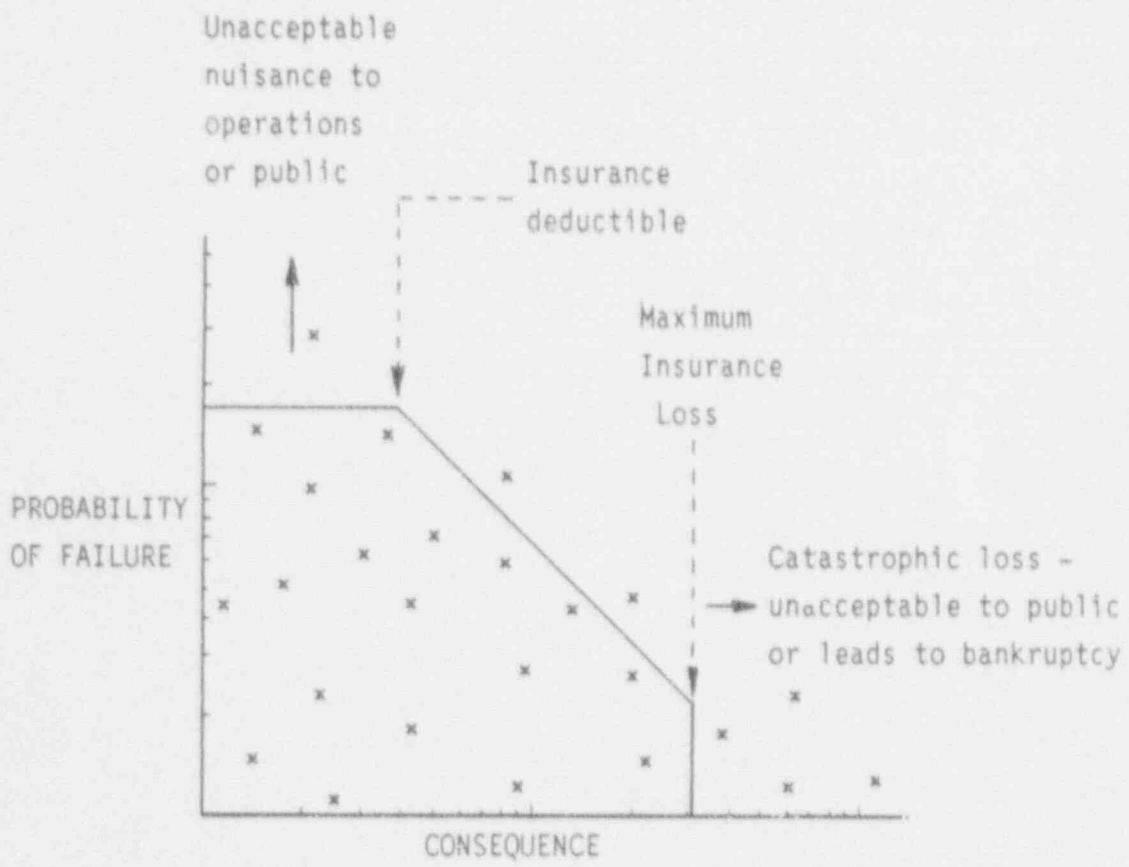 Unacceptable
nuisance to
operations
or public
Insurance
deductible
Maximum
Insurance
Loss
PROBABILITY
OF FAILURE
Catastrophic loss -
unacceptable to public
or leads to bankruptcy
CONSEQUENCE